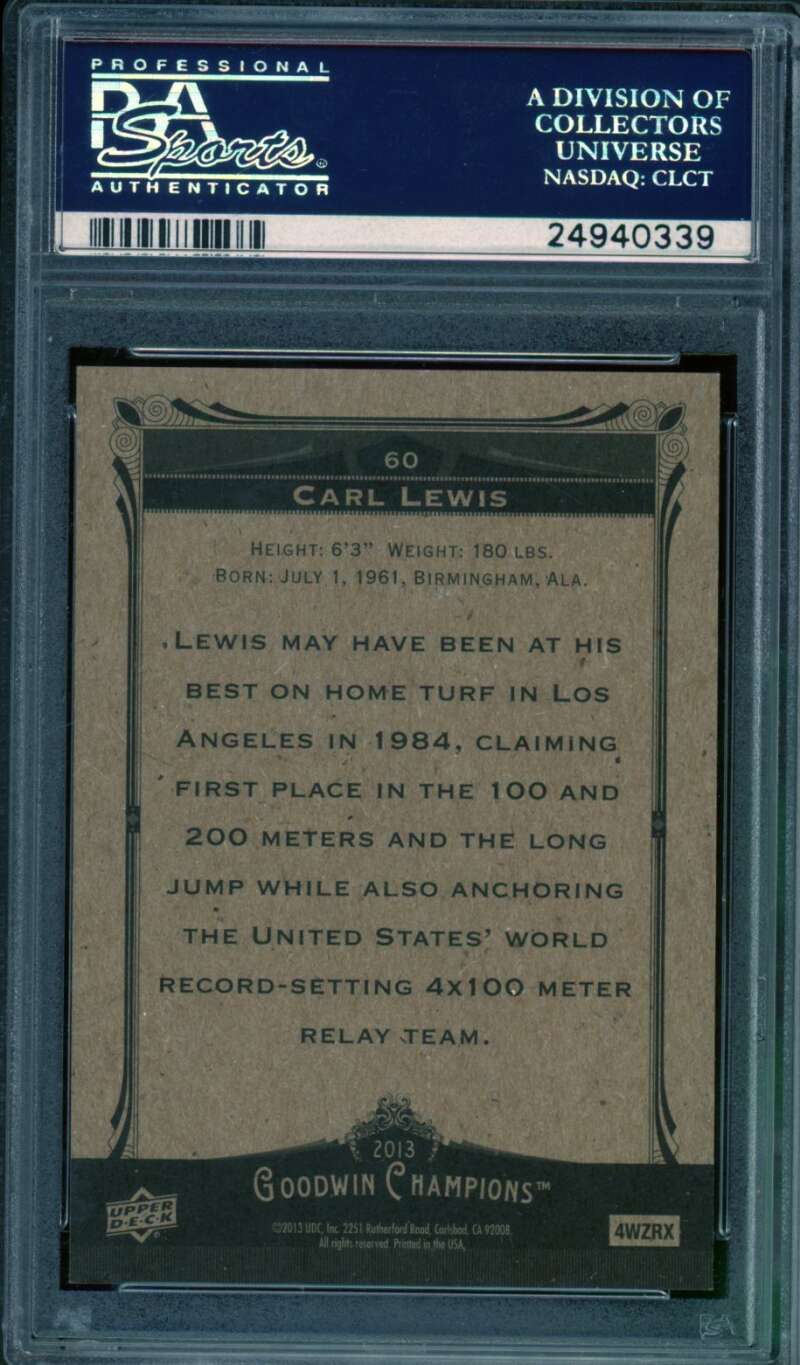 PROFESSIONAL
PSA
Sports®
AUTHENTICATOR
A DIVISION OF
COLLECTORS
UNIVERSE
NASDAQ: CLCT
24940339
60
CARL LEWIS
HEIGHT: 6'3" WEIGHT: 180 LBS.
BORN: JULY 1, 1961, BIRMINGHAM, ALA.
LEWIS MAY HAVE BEEN AT HIS
BEST ON HOME TURF IN LOS
ANGELES IN 1984, CLAIMING
FIRST PLACE IN THE 100 AND
200 METERS AND THE LONG
JUMP WHILE ALSO ANCHORING
THE UNITED STATES' WORLD
RECORD-SETTING 4X100 METER
RELAY TEAM.
2013
GOODWIN CHAMPIONS™
UPPER
D·E·C·K
©2013 UDC, Inc. 2251 Rutherford Road, Carlsbad, CA 92008.
All rights reserved. Printed in the USA.
4WZRX
PSA